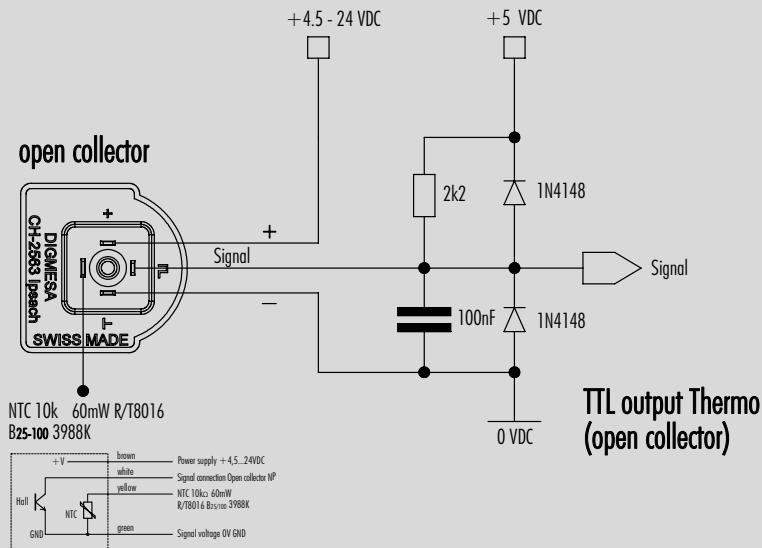 +4.5 - 24 VDC
+5 VDC
open collector
2k2
1N4148
+
+
Signal
Signal
DIGMESA
CH-2563 Ipsach
–
–
T
SWISS MADE
100nF
1N4148
NTC 10k 60mW R/T8016
B25-100 3988K
0 VDC
TTL output Thermo
(open collector)
+V
brown
Power supply +4,5...24VDC
white
Signal connection Open collector NP
Hall
yellow
NTC 10kΩ 60mW
R/T8016 B25/100 3988K
NTC
GND
green
Signal voltage 0V GND